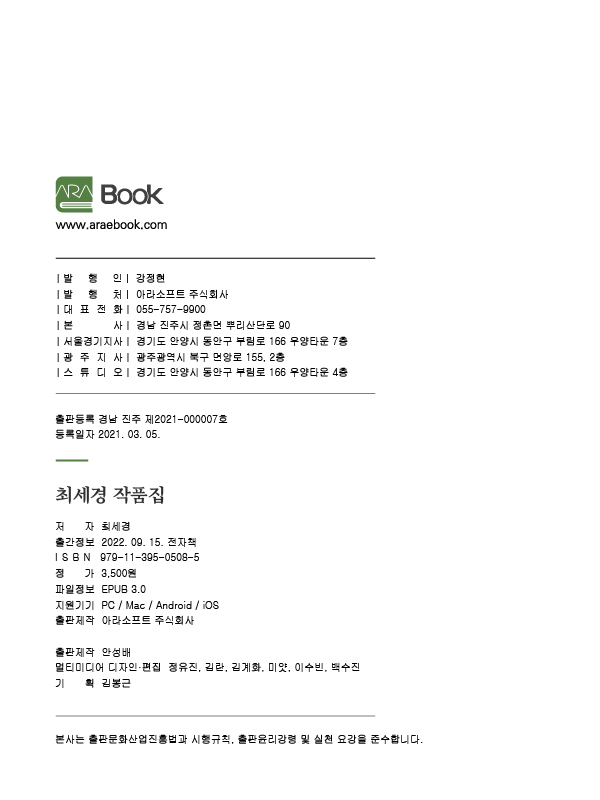 ARA Book
www.araebook.com
| 발 행 인 | 강정현
| 발 행 처 | 아라소프트 주식회사
| 대 표 전 화 | 055-757-9900
| 본 사 | 경남 진주시 정촌면 뿌리산단로 90
| 서울경기지사 | 경기도 안양시 동안구 부림로 166 우양타운 7층
| 광 주 지 사 | 광주광역시 북구 면앙로 155, 2층
| 스 튜 디 오 | 경기도 안양시 동안구 부림로 166 우양타운 4층
출판등록 경남 진주 제2021-000007호
등록일자 2021. 03. 05.
최세경 작품집
저 자 최세경
출간정보 2022. 09. 15. 전자책
I S B N 979-11-395-0508-5
정 가 3,500원
파일정보 EPUB 3.0
지원기기 PC / Mac / Android / iOS
출판제작 아라소프트 주식회사
출판제작 안성배
멀티미디어 디자인·편집 정유진, 김란, 김계화, 미얏, 이수빈, 백수진
기 획 김봉근
본사는 출판문화산업진흥법과 시행규칙, 출판윤리강령 및 실천 요강을 준수합니다.